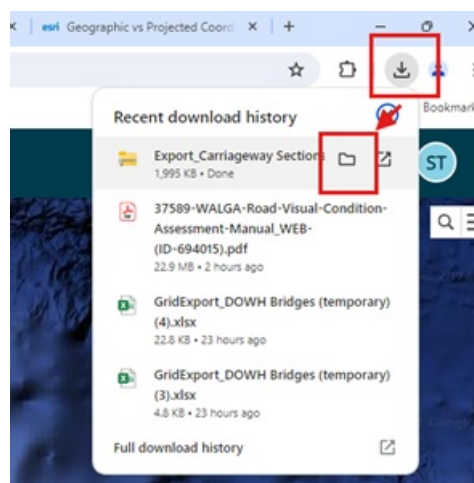 esri Geographic vs Projected Coord
Bookmark
Recent download history
Export_Carriageway Sections
1,995 KB • Done
ST
37589-WALGA-Road-Visual-Condition-
Assessment-Manual_WEB-
(ID-694015).pdf
22.9 MB • 2 hours ago
GridExport_DOWH Bridges (temporary)
(4).xlsx
22.8 KB • 23 hours ago
GridExport_DOWH Bridges (temporary)
(3).xlsx
4.8 KB • 23 hours ago
Full download history